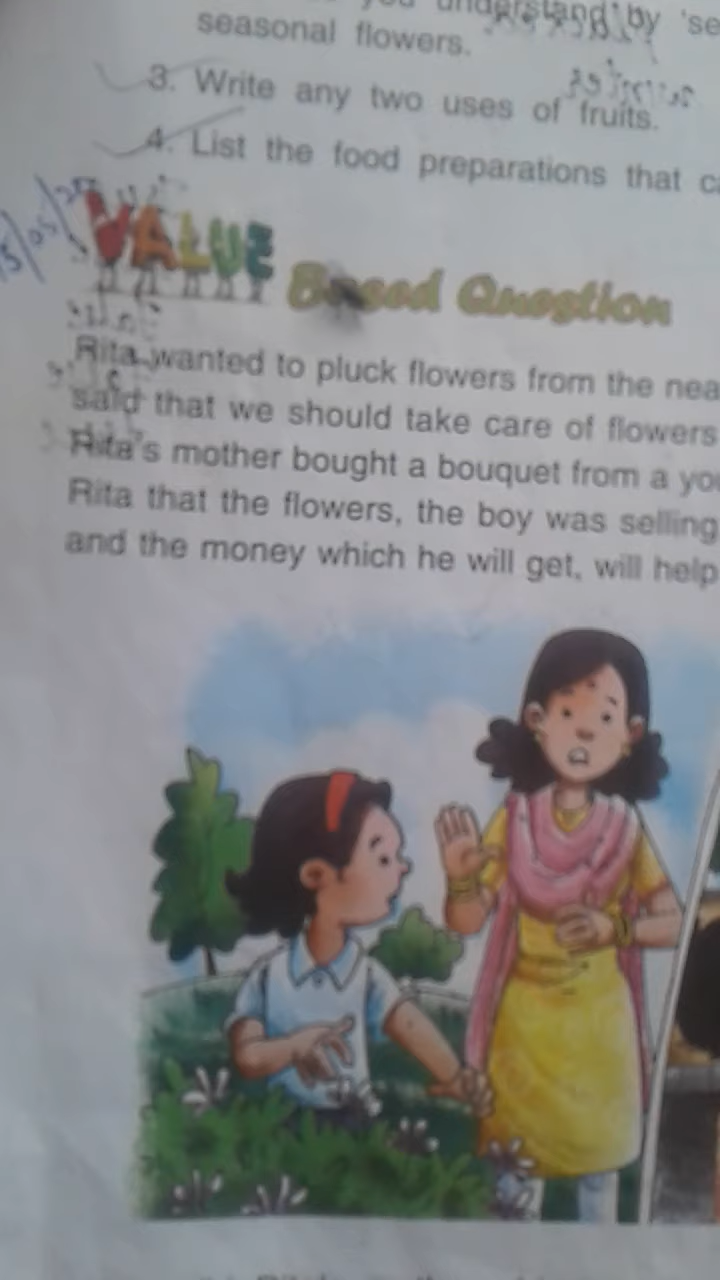 understand by 'se
seasonal flowers.
3. Write any two uses of fruits.
4. List the food preparations that c
VALUE Based Question
Rita wanted to pluck flowers from the nea
said that we should take care of flowers
Rita's mother bought a bouquet from a yo
Rita that the flowers, the boy was selling
and the money which he will get, will help